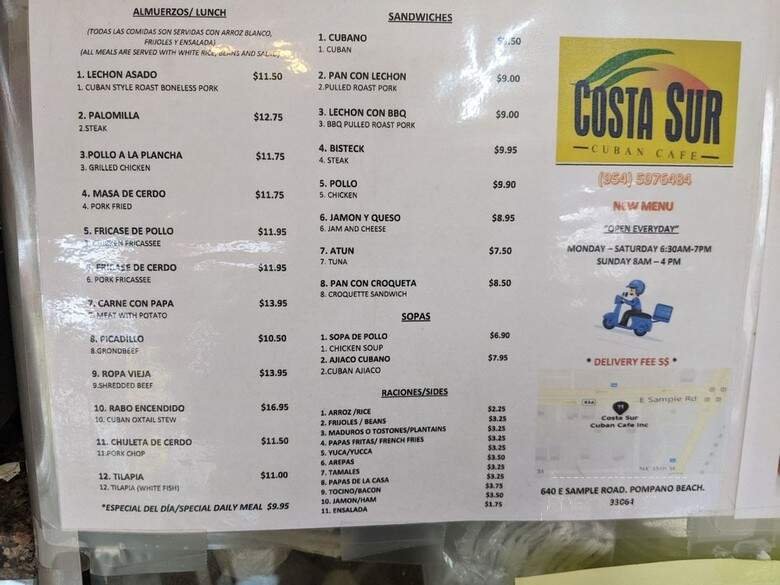 ALMUERZOS/ LUNCH
(TODAS LAS COMIDAS SON SERVIDAS CON ARROZ BLANCO,
FRIJOLES Y ENSALADA)
(ALL MEALS ARE SERVED WITH WHITE RICE, BEANS AND SALAD)
1. LECHON ASADO $11.50
1. CUBAN STYLE ROAST BONELESS PORK
2. PALOMILLA $12.75
2.STEAK
3.POLLO A LA PLANCHA $11.75
3. GRILLED CHICKEN
4. MASA DE CERDO $11.75
4. PORK FRIED
5. FRICASE DE POLLO $11.95
CHICKEN FRICASSEE
6. FRICASE DE CERDO $11.95
6. PORK FRICASSEE
7. CARNE CON PAPA $13.95
7. MEAT WITH POTATO
8. PICADILLO $10.50
8.GRONDBEEF
9. ROPA VIEJA $13.95
9.SHREDDED BEEF
10. RABO ENCENDIDO $16.95
10. CUBAN OXTAIL STEW
11. CHULETA DE CERDO $11.50
11.PORK CHOP
12. TILAPIA $11.00
12. TILAPIA (WHITE FISH)
*ESPECIAL DEL DÍA/SPECIAL DAILY MEAL $9.95
SANDWICHES
1. CUBANO
1. CUBAN
2. PAN CON LECHON $9.00
2.PULLED ROAST PORK
3. LECHON CON BBQ $9.00
3. BBQ PULLED ROAST PORK
4. BISTECK $9.95
4. STEAK
5. POLLO $9.90
5. CHICKEN
6. JAMON Y QUESO $8.95
6. JAM AND CHEESE
7. ATUN $7.50
7. TUNA
8. PAN CON CROQUETA $8.50
8. CROQUETTE SANDWICH
SOPAS
1. SOPA DE POLLO $6.90
1. CHICKEN SOUP
2. AJIACO CUBANO $7.95
2.CUBAN AJIACO
RACIONES/SIDES
1. ARROZ /RICE $2.25
2. FRIJOLES / BEANS $3.25
3. MADUROS O TOSTONES/PLANTAINS $3.25
4. PAPAS FRITAS/ FRENCH FRIES $3.25
5. YUCA/YUCCA $3.25
6. AREPAS $3.50
7. TAMALES $3.25
8. PAPAS DE LA CASA $3.25
9. TOCINO/BACON $3.75
10. JAMON/HAM $3.50
11. ENSALADA $1.75
COSTA SUR
CUBAN CAFE
(954) 5976484
NEW MENU
"OPEN EVERYDAY"
MONDAY – SATURDAY 6:30AM-7PM
SUNDAY 8AM – 4 PM
* DELIVERY FEE 5$ *
E Sample Rd
Costa Sur
Cuban Cafe Inc
640 E SAMPLE ROAD. POMPANO BEACH.
33064